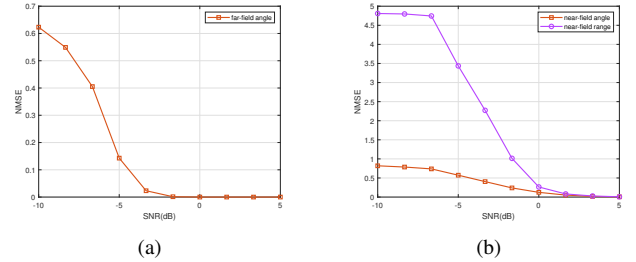 0.7
far-field angle
0.6
0.5
0.4
NMSE
0.3
0.2
0.1
0
-10 -5 0 5
SNR(dB)
(a)
5
near-field angle
near-field range
4.5
4
3.5
3
NMSE
2.5
2
1.5
1
0.5
0
-10 -5 0 5
SNR(dB)
(b)